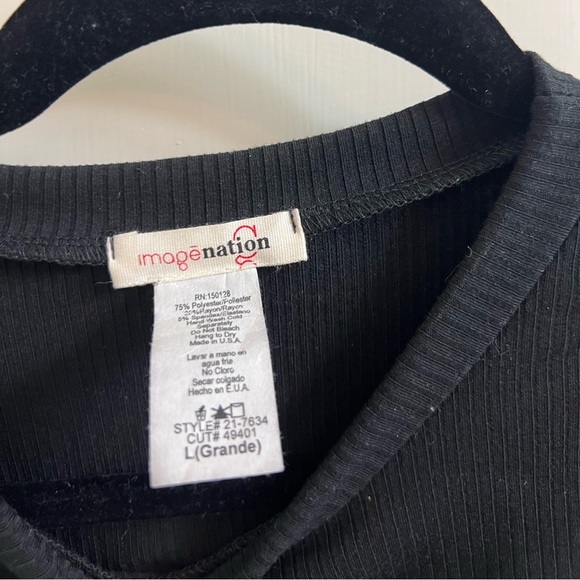 imagēnation
RN:150128
75% Polyester/Poliester
20%Rayon/Rayon
5% Spandex/Elastano
Hand Wash Cold
Separately
Do Not Bleach
Hang to Dry
Made in U.S.A.
Lavar a mano en
agua fria
No Cloro
Secar colgado
Hecho en E.U.A.
STYLE# 21-7634
CUT# 49401
L(Grande)